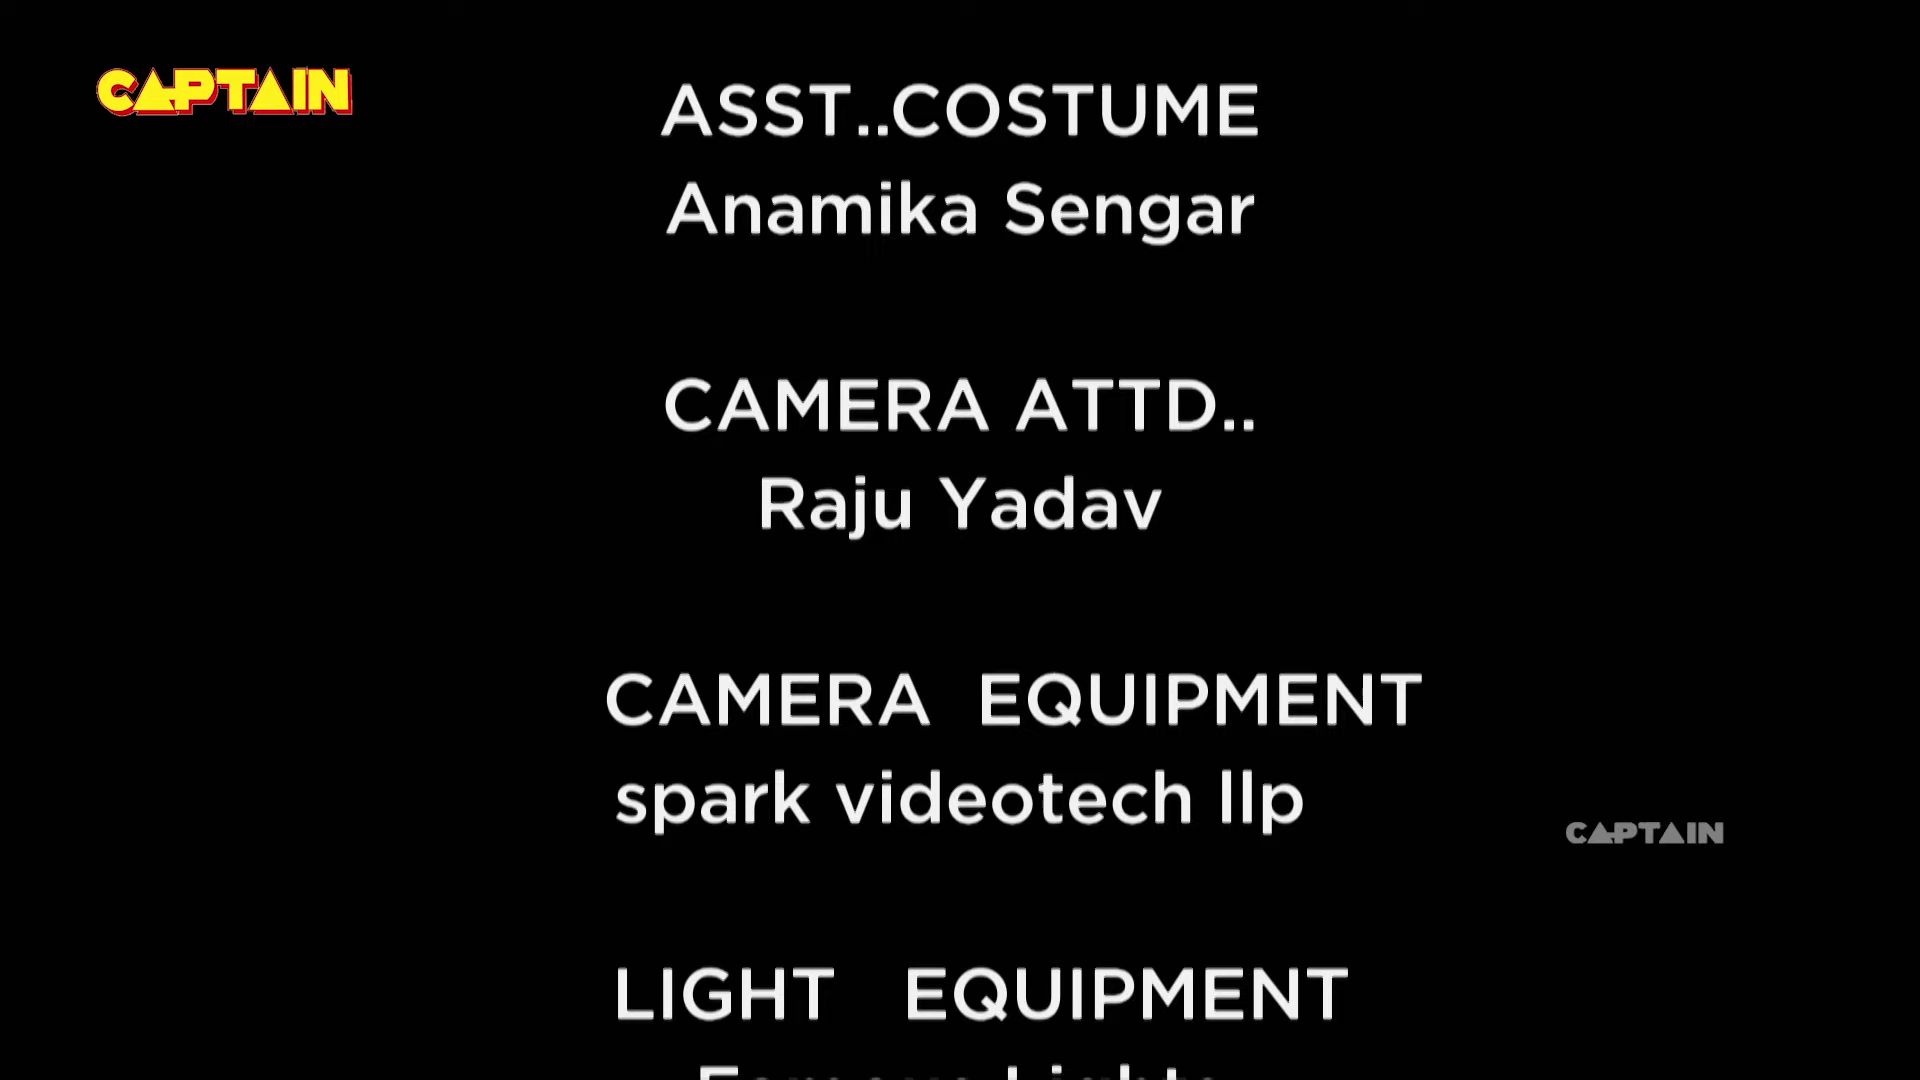 CAPTAIN
ASST..COSTUME
Anamika Sengar
CAMERA ATTD..
Raju Yadav
CAMERA EQUIPMENT
spark videotech llp
CAPTAIN
LIGHT EQUIPMENT